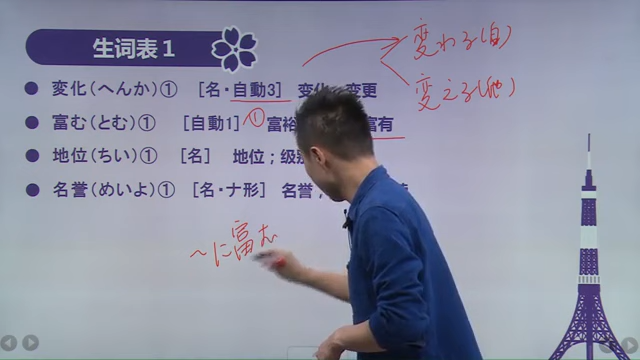 生词表1
変わる(自)
変える(他)
変化(へんか)① [名・自動3] 变化 变更
富む(とむ)① [自動1] ① 富裕 富有
地位(ちい)① [名] 地位；级别
名誉(めいよ)① [名・ナ形] 名誉，
～に富む